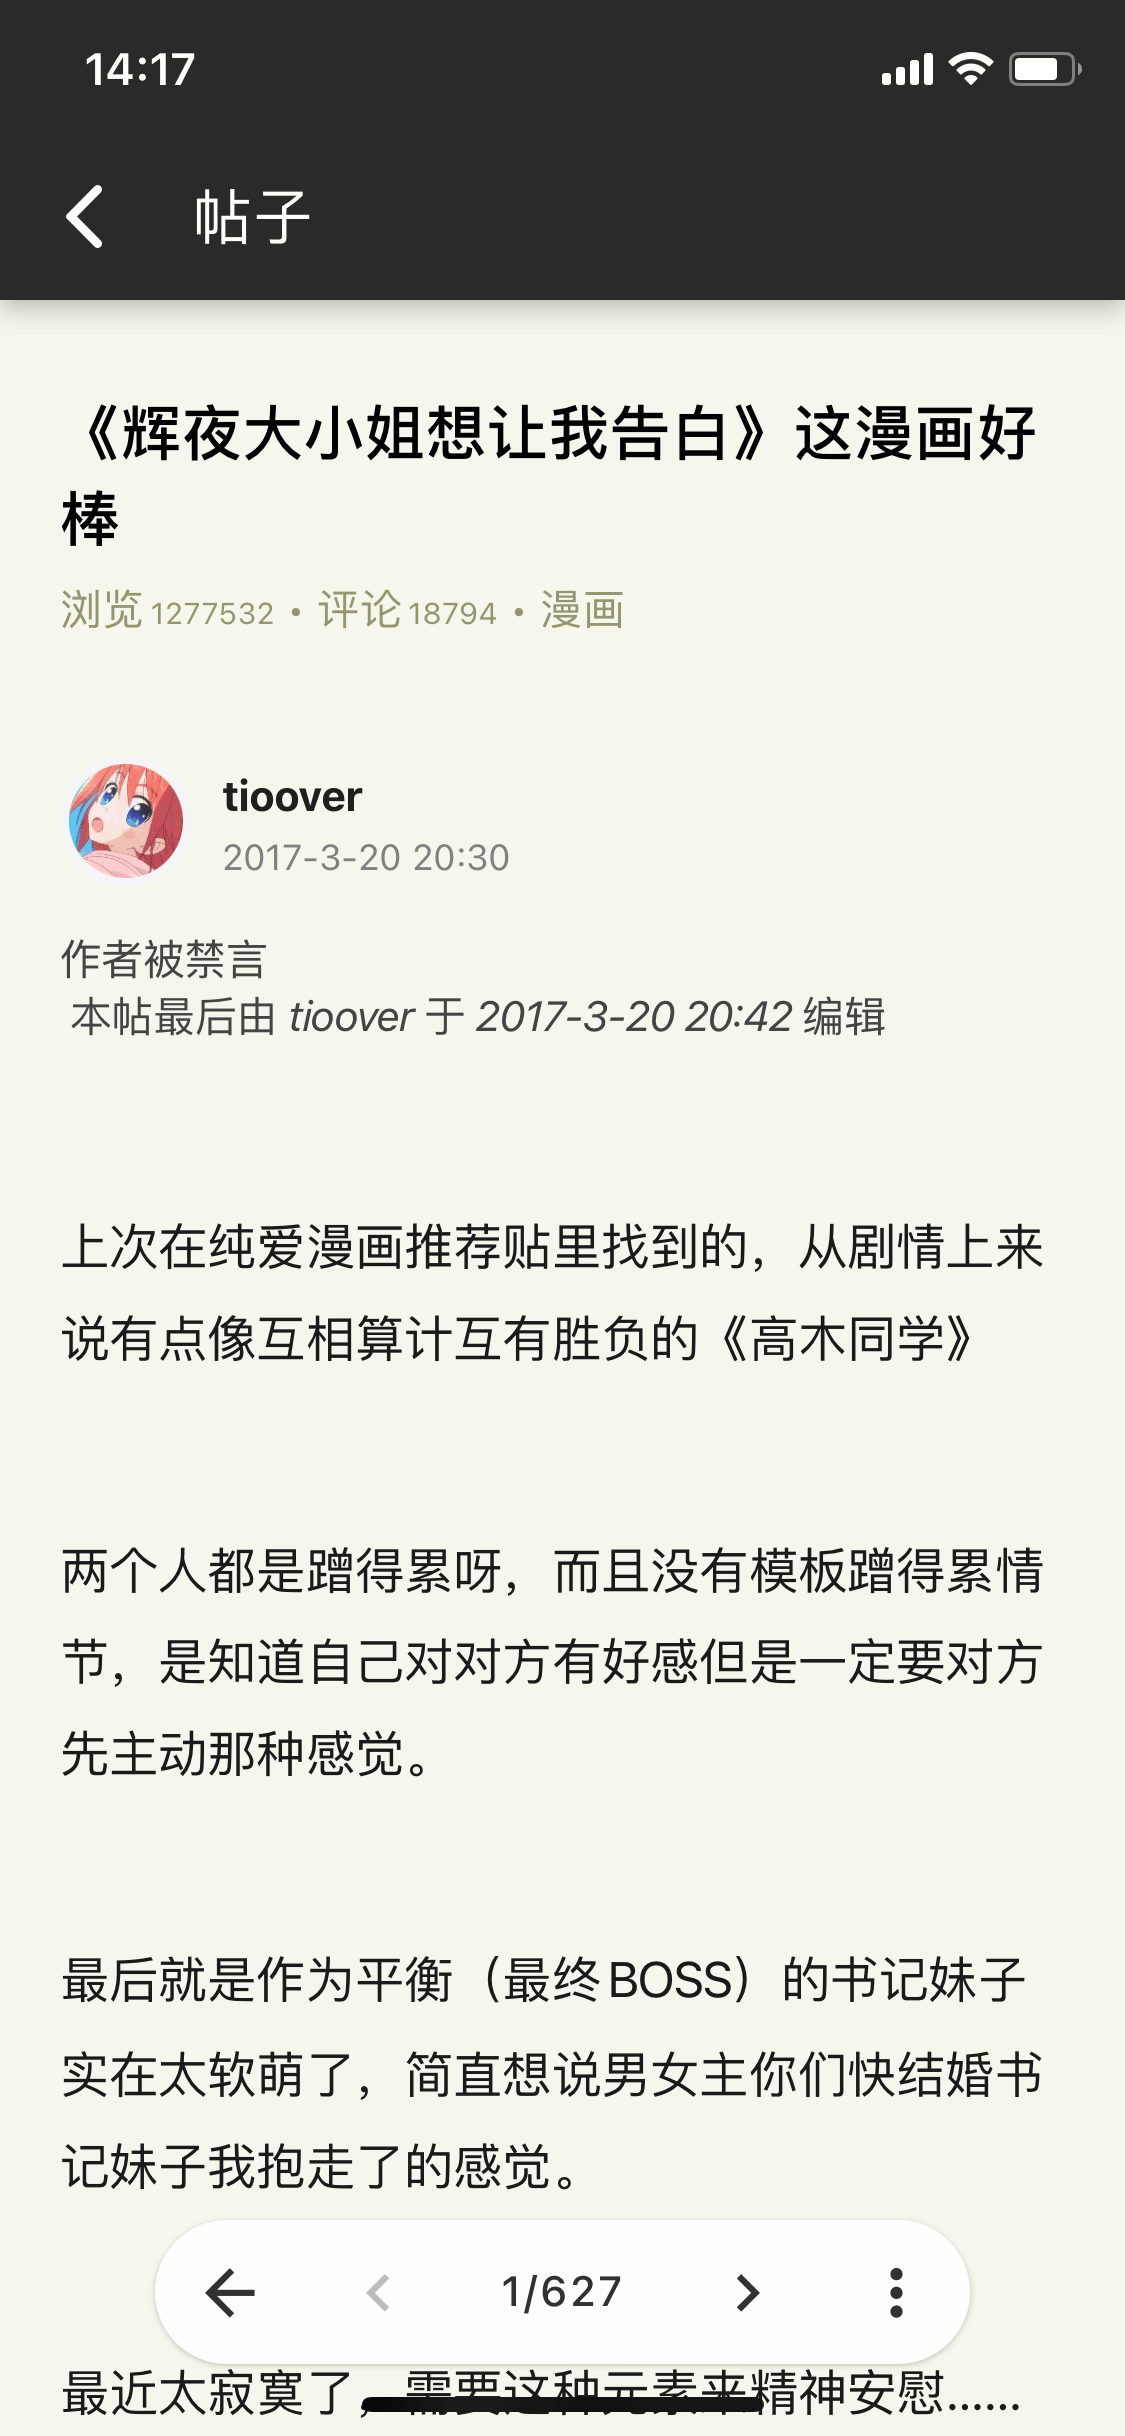 14:17
帖子
《辉夜大小姐想让我告白》这漫画好
棒
浏览 1277532 • 评论 18794 • 漫画
tioover
2017-3-20 20:30
作者被禁言
本帖最后由 tioover 于 2017-3-20 20:42 编辑
上次在纯爱漫画推荐贴里找到的，从剧情上来
说有点像互相算计互有胜负的《高木同学》
两个人都是蹭得累呀，而且没有模板蹭得累情
节，是知道自己对对方有好感但是一定要对方
先主动那种感觉。
最后就是作为平衡（最终BOSS）的书记妹子
实在太软萌了，简直想说男女主你们快结婚书
记妹子我抱走了的感觉。
1/627
最近太寂寞了，需要这种元素来精神安慰……